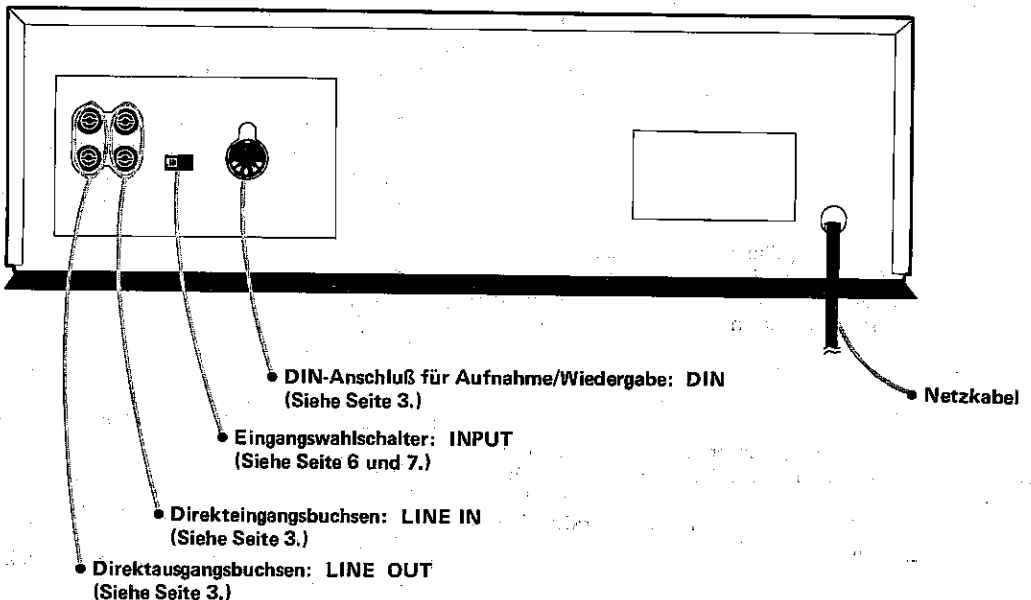 DIN-Anschluß für Aufnahme/Wiedergabe: DIN
(Siehe Seite 3.)
Netzkabel
Eingangswahlschalter: INPUT
(Siehe Seite 6 und 7.)
Direkteingangsbuchsen: LINE IN
(Siehe Seite 3.)
Direktausgangsbuchsen: LINE OUT
(Siehe Seite 3.)